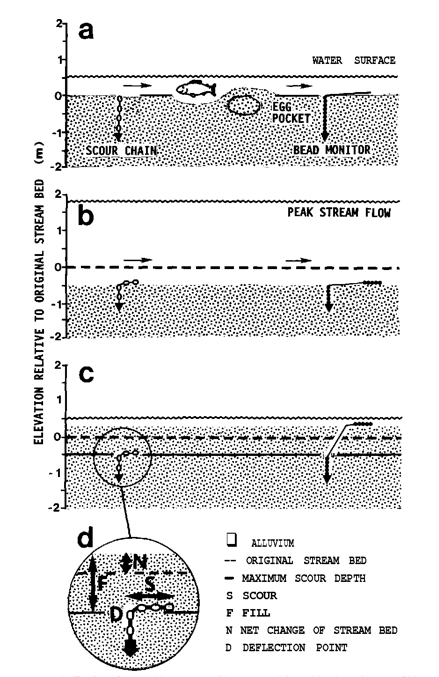 ELEVATION RELATIVE TO ORIGINAL STREAM BED (m)
a
2
1
0
-1
-2
WATER SURFACE
EGG
POCKET
SCOUR CHAIN
BEAD MONITOR
b
2
1
0
-1
-2
PEAK STREAM FLOW
c
2
1
0
-1
-2
d
N
F
S
D
ALLUVIUM
-- ORIGINAL STREAM BED
MAXIMUM SCOUR DEPTH
S SCOUR
F FILL
N NET CHANGE OF STREAM BED
D DEFLECTION POINT